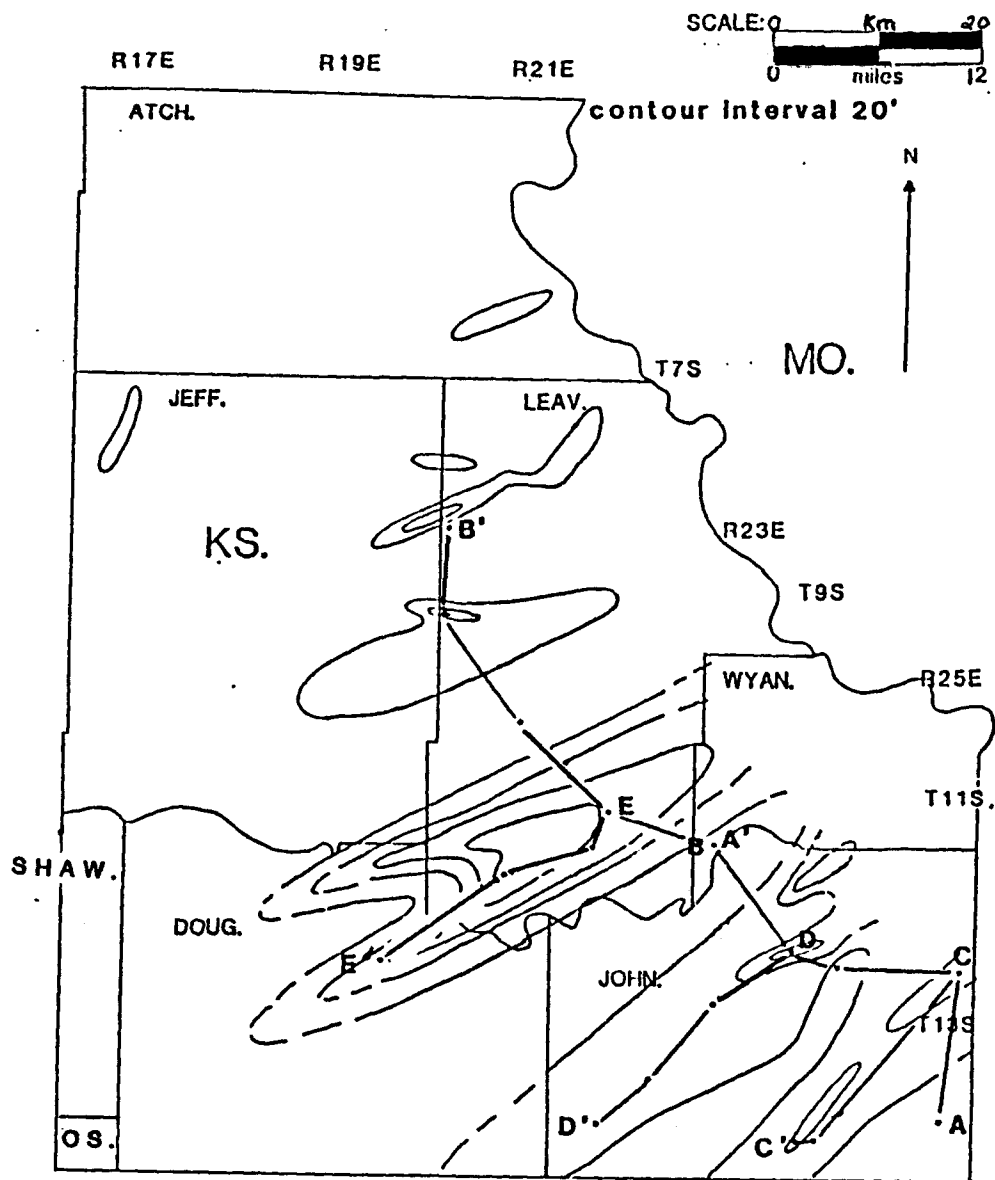 SCALE: 0 Km 20
0 miles 12
R17E R19E R21E
contour interval 20'
ATCH.
N
MO.
T7S
JEFF. LEAV.
B'
KS.
R23E
T9S
WYAN. R25E
E
T11S.
B A'
SHAW.
DOUG.
D
E'
JOHN.
C
T13S
D'
C'
A
OS.